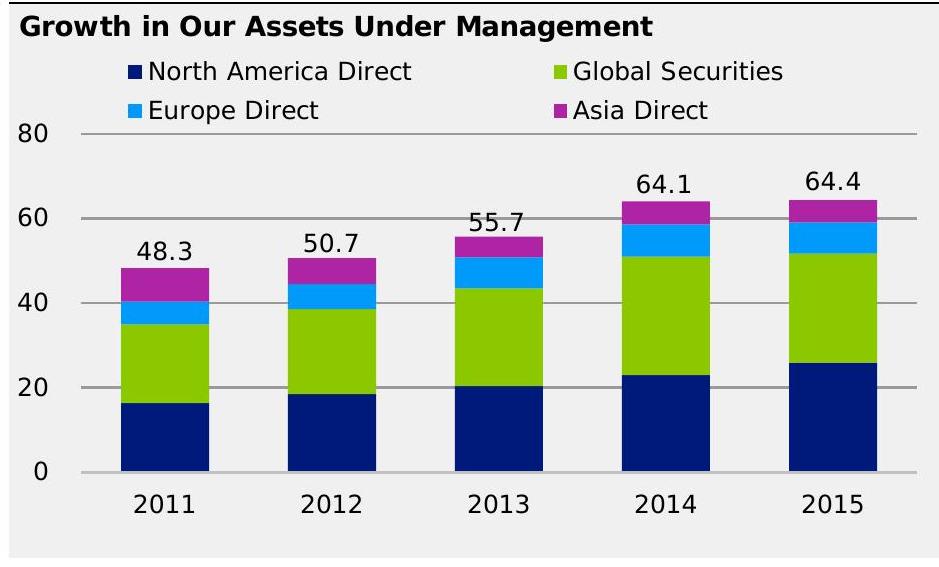 Growth in Our Assets Under Management
North America Direct Global Securities
Europe Direct Asia Direct
80
64.1 64.4
60
55.7
50.7
48.3
40
20
0
2011 2012 2013 2014 2015